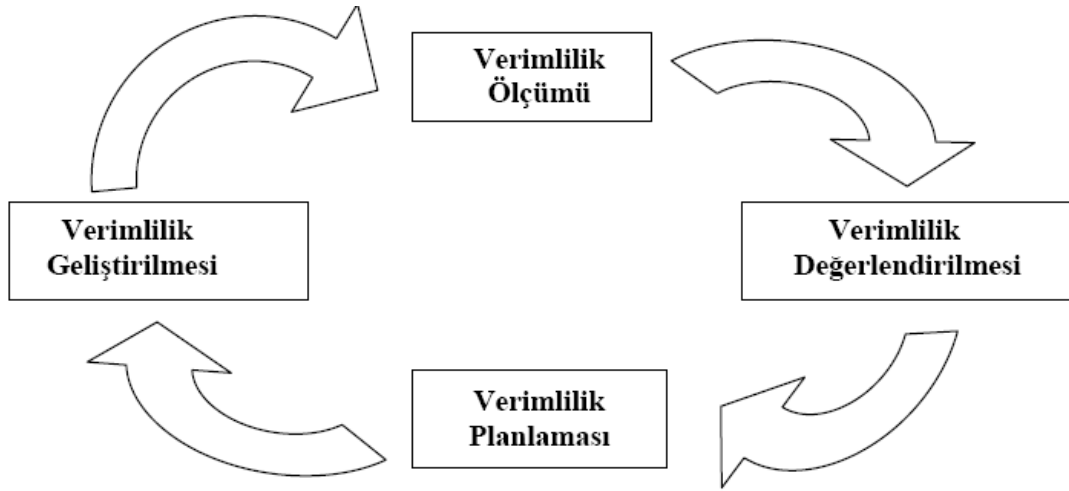 Verimlilik
Ölçümü
Verimlilik
Değerlendirilmesi
Verimlilik
Planlaması
Verimlilik
Geliştirilmesi